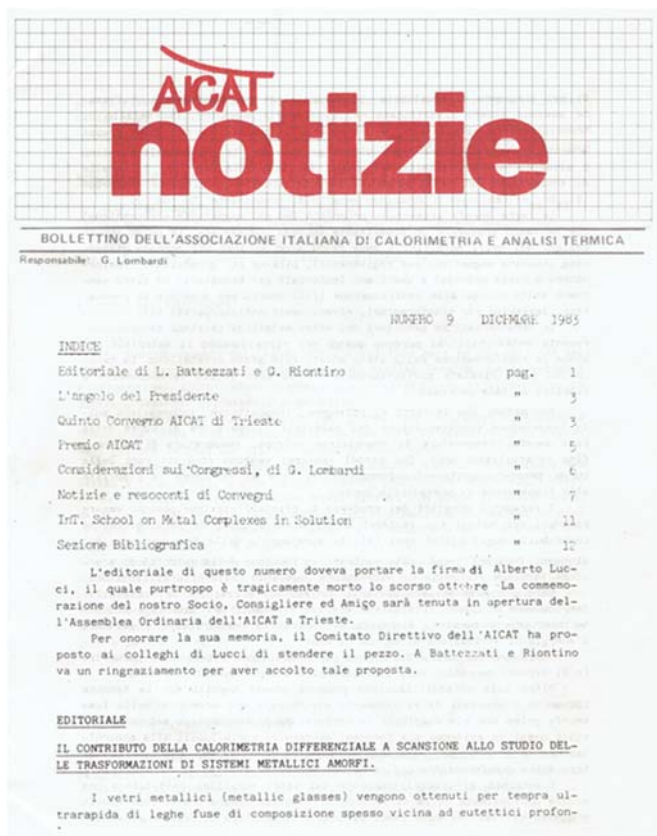 AICAT
notizie
BOLLETTINO DELL'ASSOCIAZIONE ITALIANA DI CALORIMETRIA E ANALISI TERMICA
Responsabile: G. Lombardi
NUMERO 9 DICEMBRE 1983
INDICE
Editoriale di L. Battezzati e G. Riontino pag. 1
L'angolo del Presidente " 3
Quinto Convegno AICAT di Trieste " 3
Premio AICAT " 5
Considerazioni sui Congressi, di G. Lombardi " 6
Notizie e resoconti di Convegni " 7
InT. School on Metal Complexes in Solution 11
Sezione Bibliografica " 12
L'editoriale di questo numero doveva portare la firma di Alberto Luc-
ci, il quale purtroppo è tragicamente morto lo scorso ottobre. La commemo-
razione del nostro Socio, Consigliere ed Amico sarà tenuta in apertura del-
l'Assemblea Ordinaria dell'AICAT a Trieste.
Per onorare la sua memoria, il Comitato Direttivo dell'AICAT ha pro-
posto ai colleghi di Lucci di stendere il pezzo. A Battezzati e Riontino
va un ringraziamento per aver accolto tale proposta.
EDITORIALE
IL CONTRIBUTO DELLA CALORIMETRIA DIFFERENZIALE A SCANSIONE ALLO STUDIO DEL-
LE TRASFORMAZIONI DI SISTEMI METALLICI AMORFI.
I vetri metallici (metallic glasses) vengono ottenuti per tempra ul-
trarapida di leghe fuse di composizione spesso vicina ad eutettici profon-